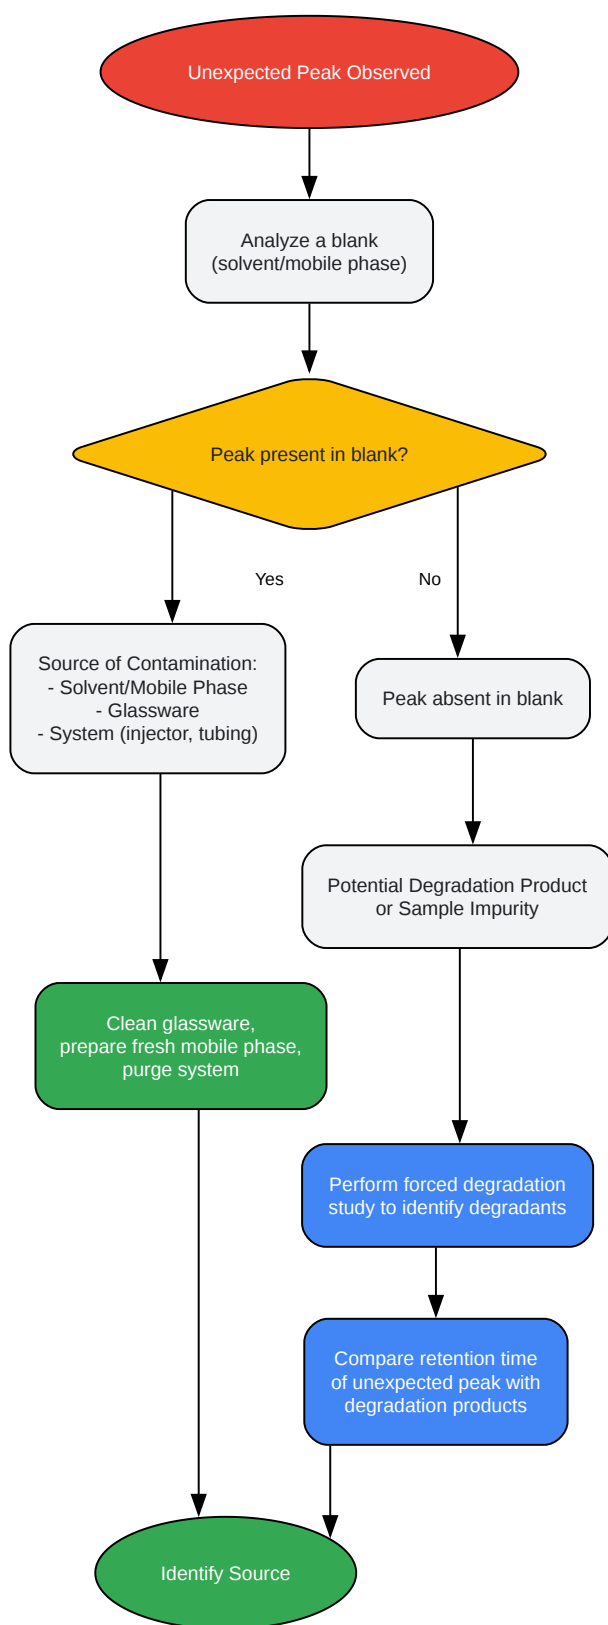 Unexpected Peak Observed
Analyze a blank
(solvent/mobile phase)
Peak present in blank?
Yes
No
Source of Contamination:
- Solvent/Mobile Phase
- Glassware
- System (injector, tubing)
Peak absent in blank
Potential Degradation Product
or Sample Impurity
Clean glassware,
prepare fresh mobile phase,
purge system
Perform forced degradation
study to identify degradants
Compare retention time
of unexpected peak with
degradation products
Identify Source